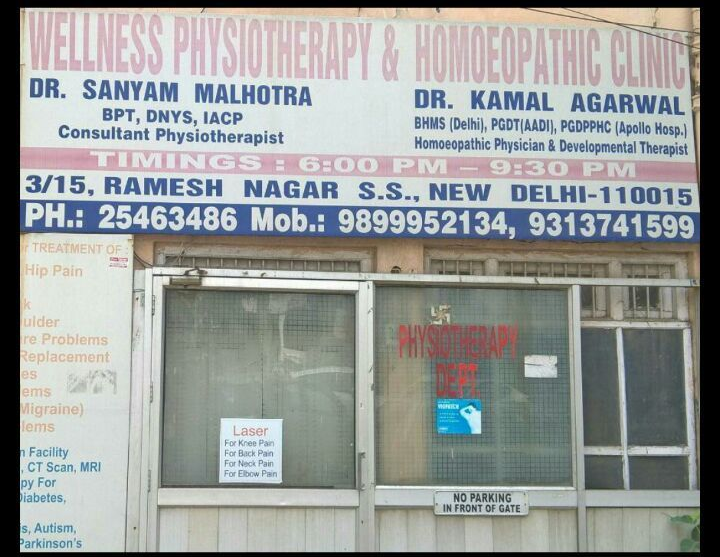 WELLNESS PHYSIOTHERAPY & HOMOEOPATHIC CLINIC
DR. SANYAM MALHOTRA
BPT, DNYS, IACP
Consultant Physiotherapist
DR. KAMAL AGARWAL
BHMS (Delhi), PGDT(AADI), PGDPPHC (Apollo Hosp.)
Homoeopathic Physician & Developmental Therapist
TIMINGS : 6:00 PM – 9:30 PM
3/15, RAMESH NAGAR S.S., NEW DELHI-110015
PH.: 25463486 Mob.: 9899952134, 9313741599
TREATMENT OF
Hip Pain
k
ulder
re Problems
Replacement
es
ems
Migraine)
lems
n Facility
, CT Scan, MRI
py For
Diabetes,
s, Autism,
Parkinson's
PHYSIOTHERAPY
DEPT.
Laser
For Knee Pain
For Back Pain
For Neck Pain
For Elbow Pain
NO PARKING
IN FRONT OF GATE